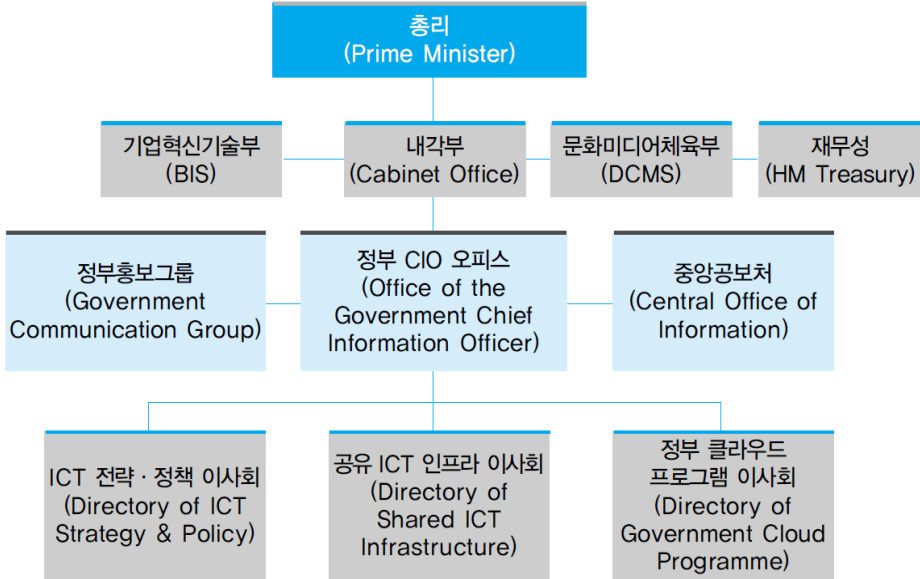 총리
(Prime Minister)
기업혁신기술부
(BIS)
내각부
(Cabinet Office)
문화미디어체육부
(DCMS)
재무성
(HM Treasury)
정부홍보그룹
(Government
Communication Group)
정부 CIO 오피스
(Office of the
Government Chief
Information Officer)
중앙공보처
(Central Office of
Information)
ICT 전략 · 정책 이사회
(Directory of ICT
Strategy & Policy)
공유 ICT 인프라 이사회
(Directory of
Shared ICT
Infrastructure)
정부 클라우드
프로그램 이사회
(Directory of
Government Cloud
Programme)